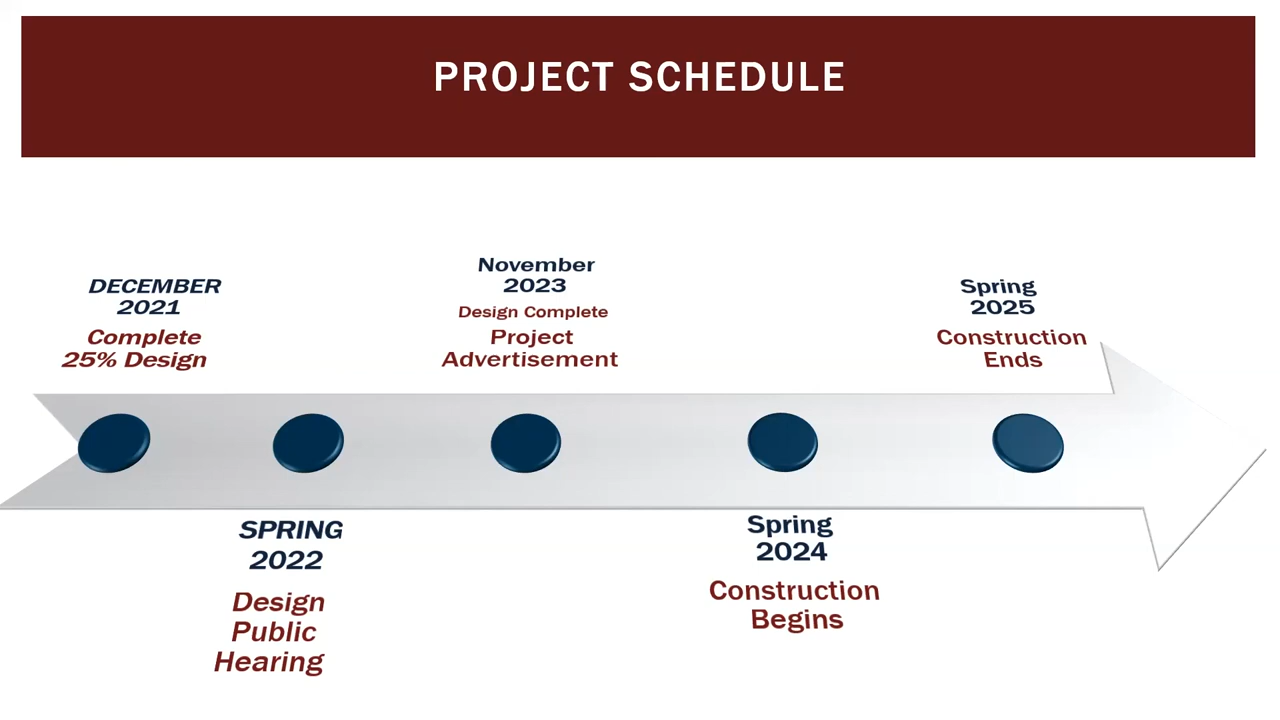 PROJECT SCHEDULE
DECEMBER
2021
Complete
25% Design
SPRING
2022
Design
Public
Hearing
November
2023
Design Complete
Project
Advertisement
Spring
2024
Construction
Begins
Spring
2025
Construction
Ends